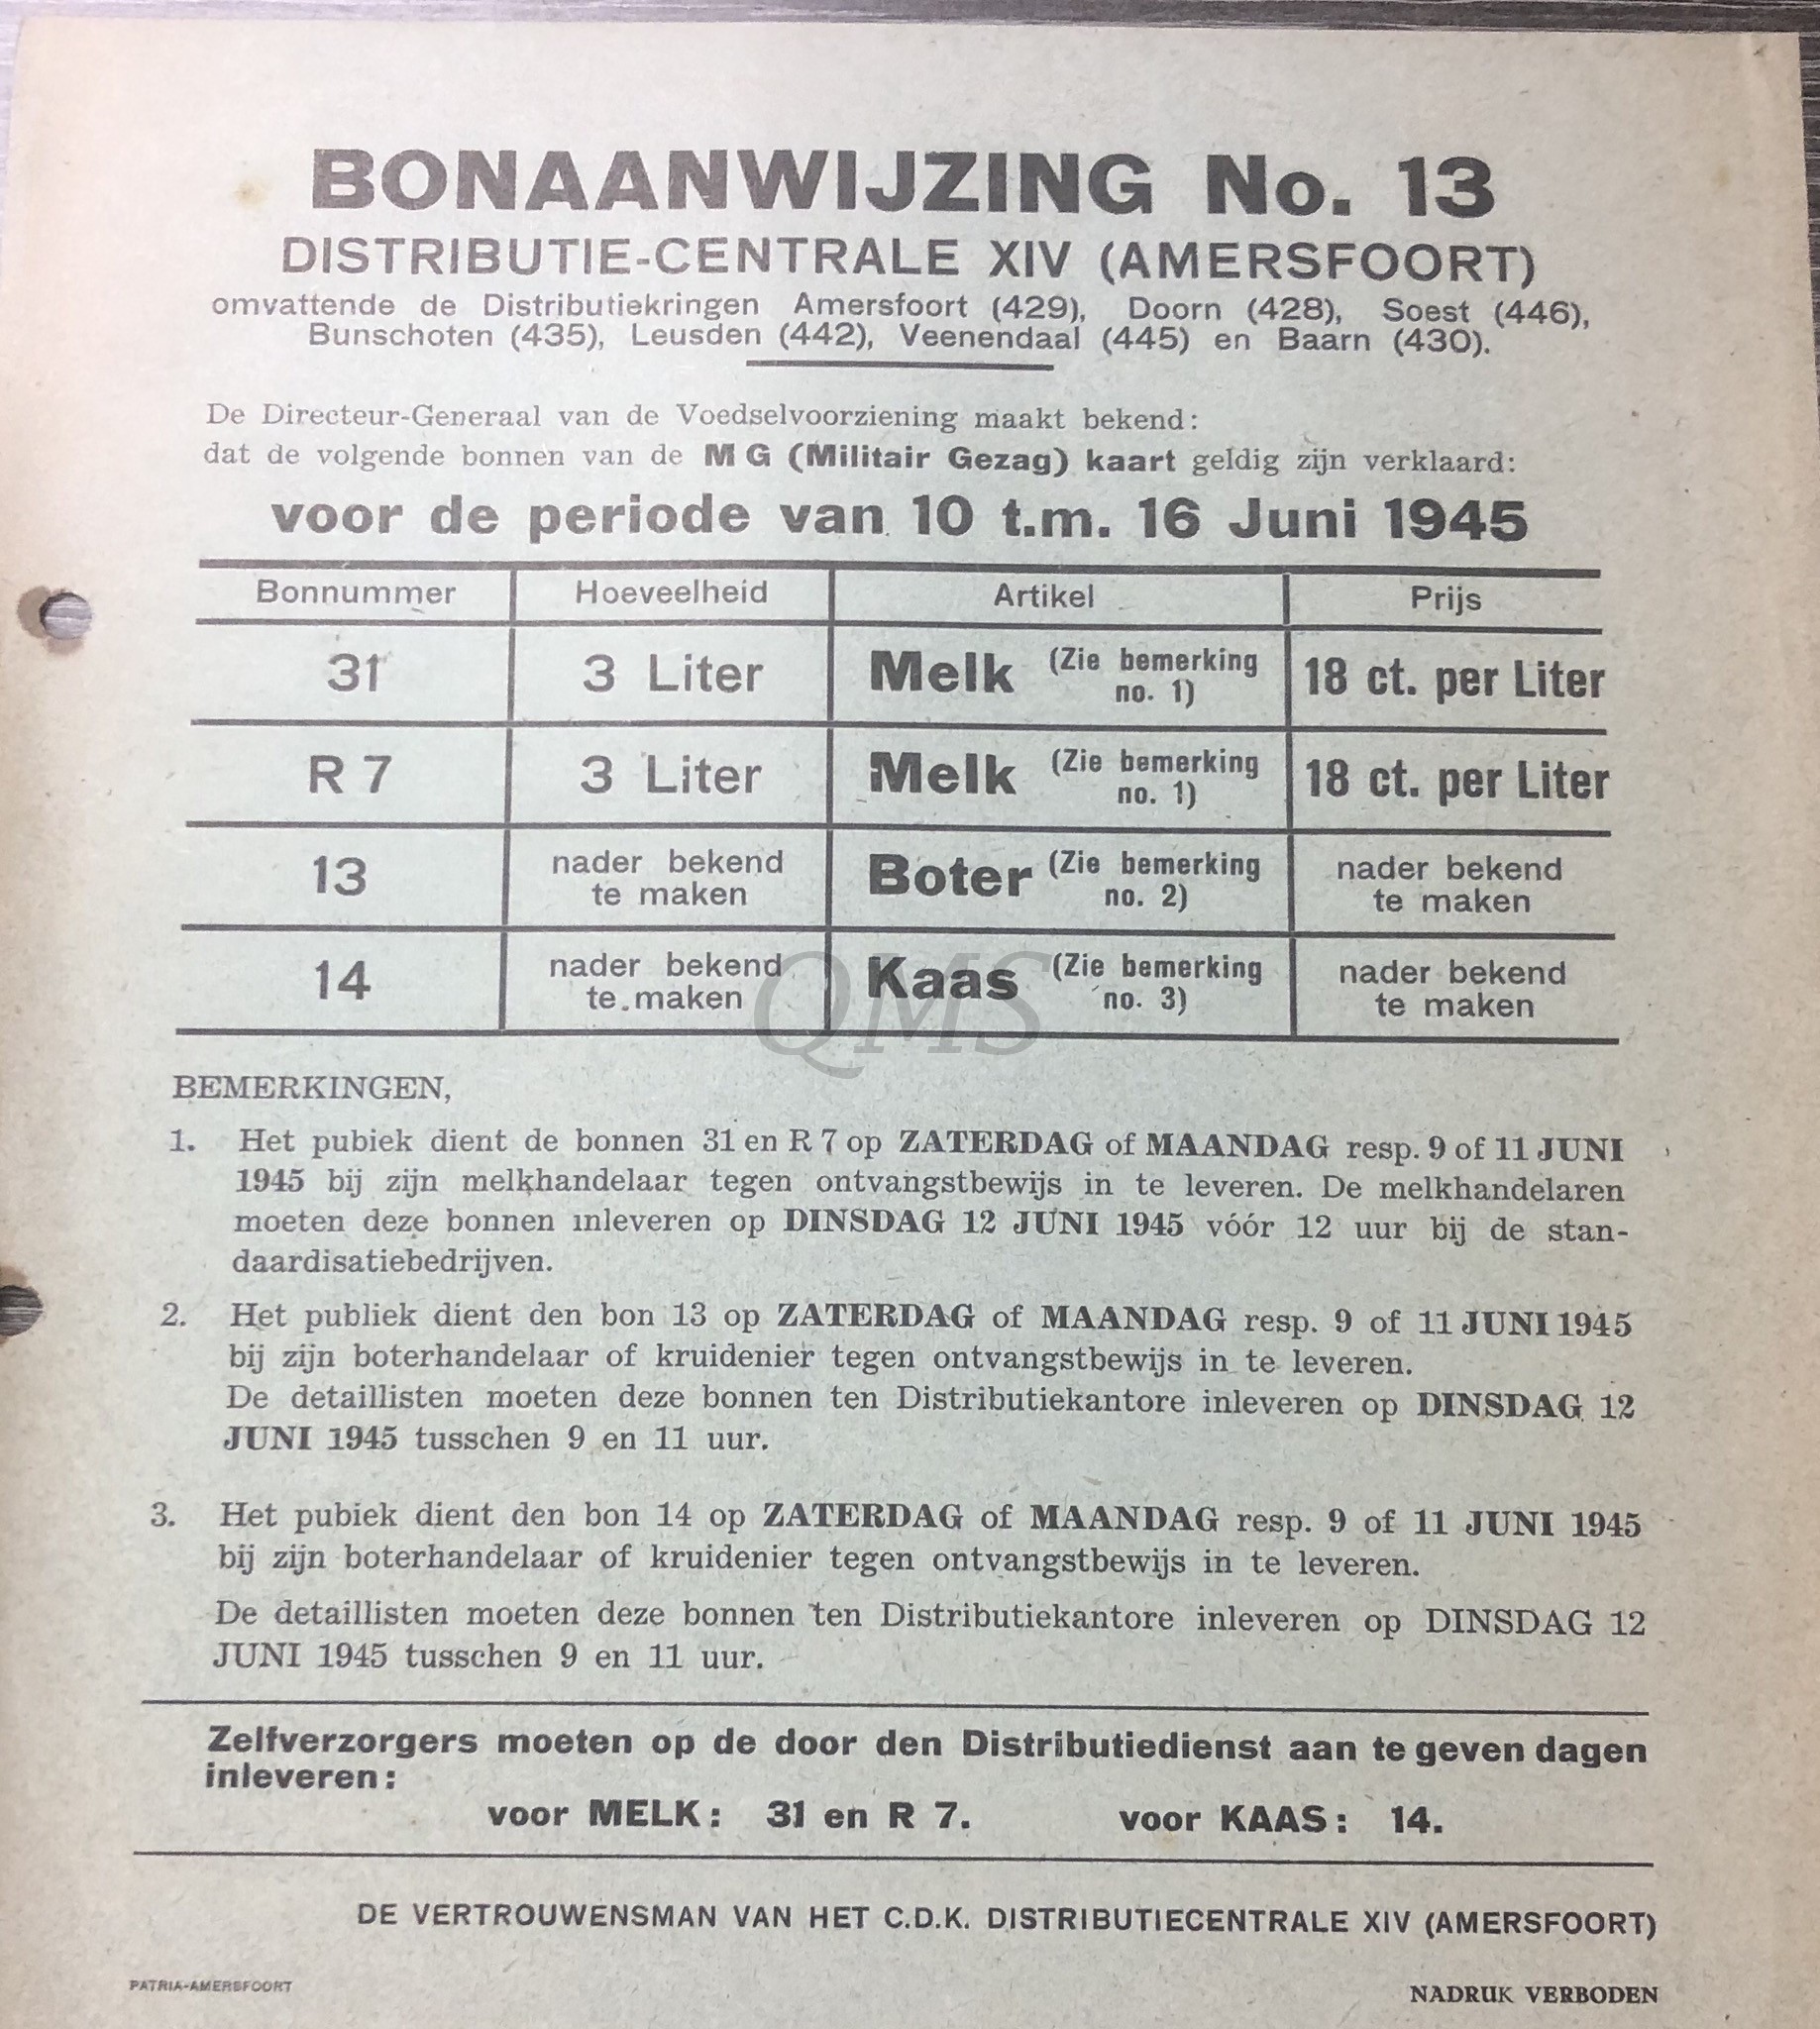 BONAANWIJZING No. 13
DISTRIBUTIE-CENTRALE XIV (AMERSFOORT)
omvattende de Distributiekringen Amersfoort (429), Doorn (428), Soest (446),
Bunschoten (435), Leusden (442), Veenendaal (445) en Baarn (430).
De Directeur-Generaal van de Voedselvoorziening maakt bekend:
dat de volgende bonnen van de M G (Militair Gezag) kaart geldig zijn verklaard:
voor de periode van 10 t.m. 16 Juni 1945
Bonnummer Hoeveelheid Artikel Prijs
31 3 Liter Melk (Zie bemerking no. 1) 18 ct. per Liter
R 7 3 Liter Melk (Zie bemerking no. 1) 18 ct. per Liter
13 nader bekend te maken Boter (Zie bemerking no. 2) nader bekend te maken
14 nader bekend te maken Kaas (Zie bemerking no. 3) nader bekend te maken
QMS
BEMERKINGEN,
1. Het pubiek dient de bonnen 31 en R 7 op ZATERDAG of MAANDAG resp. 9 of 11 JUNI
1945 bij zijn melkhandelaar tegen ontvangstbewijs in te leveren. De melkhandelaren
moeten deze bonnen inleveren op DINSDAG 12 JUNI 1945 vóór 12 uur bij de stan-
daardisatiebedrijven.
2. Het publiek dient den bon 13 op ZATERDAG of MAANDAG resp. 9 of 11 JUNI 1945
bij zijn boterhandelaar of kruidenier tegen ontvangstbewijs in te leveren.
De detaillisten moeten deze bonnen ten Distributiekantore inleveren op DINSDAG 12
JUNI 1945 tusschen 9 en 11 uur.
3. Het pubiek dient den bon 14 op ZATERDAG of MAANDAG resp. 9 of 11 JUNI 1945
bij zijn boterhandelaar of kruidenier tegen ontvangstbewijs in te leveren.
De detaillisten moeten deze bonnen ten Distributiekantore inleveren op DINSDAG 12
JUNI 1945 tusschen 9 en 11 uur.
Zelfverzorgers moeten op de door den Distributiedienst aan te geven dagen
inleveren:
voor MELK: 31 en R 7. voor KAAS: 14.
DE VERTROUWENSMAN VAN HET C.D.K. DISTRIBUTIECENTRALE XIV (AMERSFOORT)
PATRIA-AMERSFOORT NADRUK VERBODEN